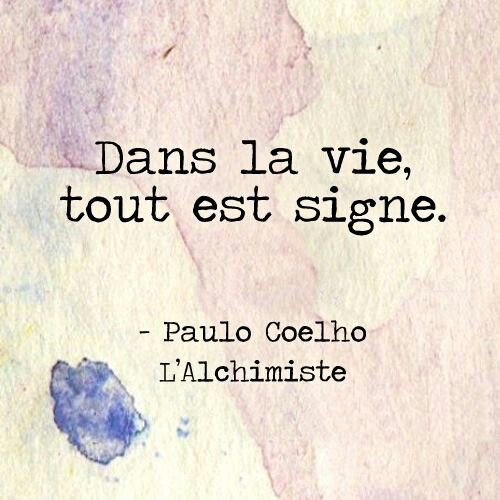 Dans la vie,
tout est signe.
- Paulo Coelho
L'Alchimiste